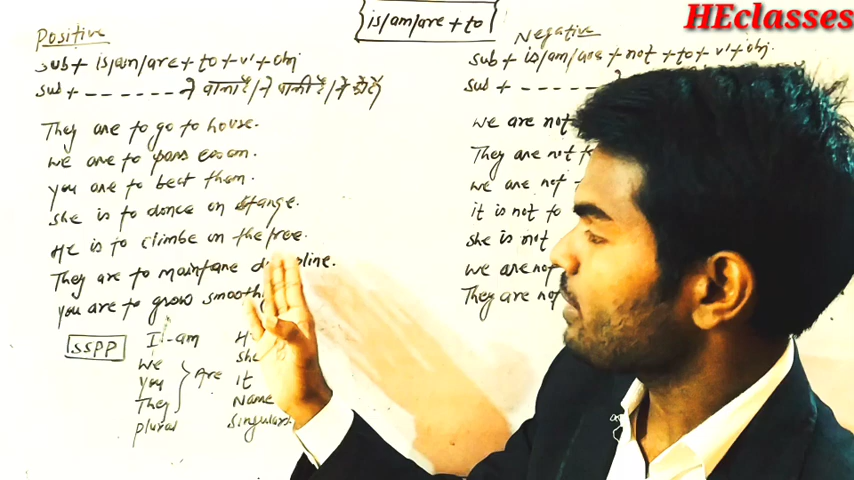 HEclasses
is/am/are + to
Positive
sub + is/am/are + to + v' + obj
sub + - - - - - - - ने वाला है / ने वाली है / ने को है
They are to go to house.
we are to pass exam.
you are to beat them.
she is to dance on stange.
He is to climbe on the tree.
They are to maintane
you are to grow smooth
SSPP
I - am
we
you
They
plural
Are
she
It
Name
singular
Negative
sub + is/am/are + not + to + v' + obj.
sub + - - - - - -
we are not
They are not to
we are not
it is not to
she is not
we are not
They are not